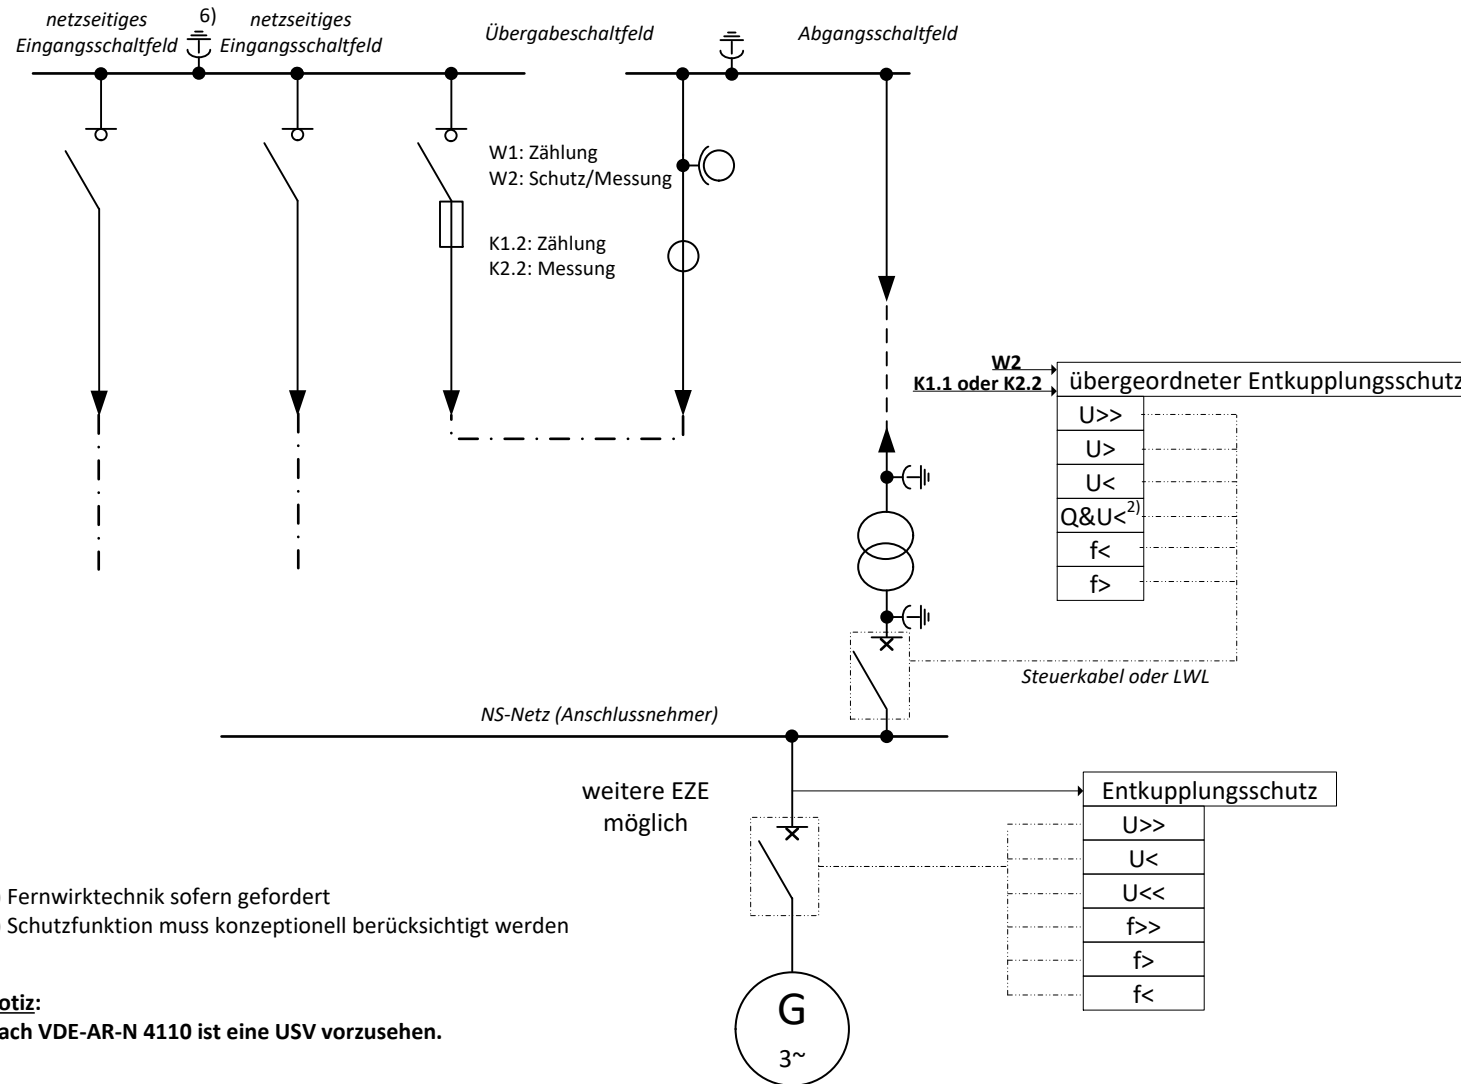 netzseitiges
Eingangsschaltfeld
6)
netzseitiges
Eingangsschaltfeld
Übergabeschaltfeld
Abgangsschaltfeld
W1: Zählung
W2: Schutz/Messung
K1.2: Zählung
K2.2: Messung
W2
K1.1 oder K2.2
übergeordneter Entkupplungsschutz
U>>
U>
U<
Q&U<2)
f<
f>
Steuerkabel oder LWL
NS-Netz (Anschlussnehmer)
weitere EZE
möglich
Entkupplungsschutz
U>>
U<
U<<
f>>
f>
f<
) Fernwirktechnik sofern gefordert
) Schutzfunktion muss konzeptionell berücksichtigt werden
otiz:
ach VDE-AR-N 4110 ist eine USV vorzusehen.
G
3~